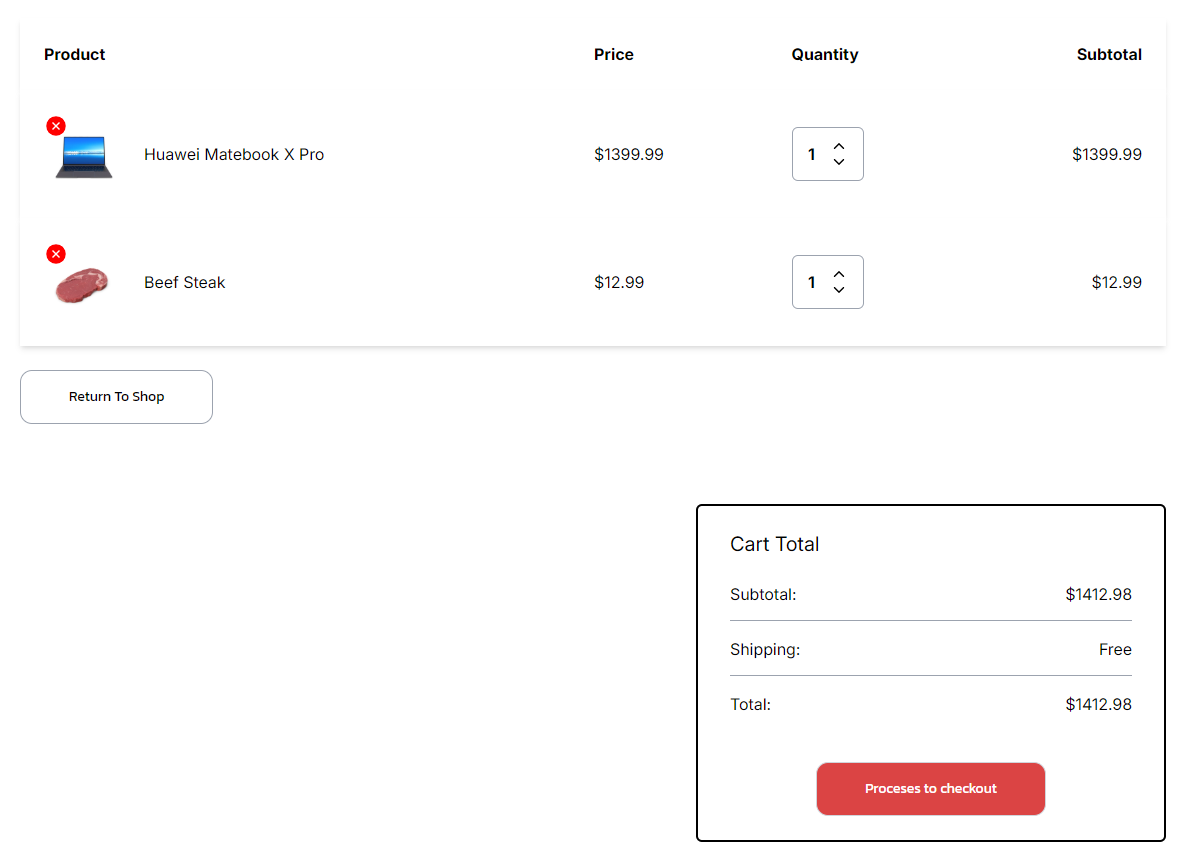 Product Price Quantity Subtotal
Huawei Matebook X Pro $1399.99 1 $1399.99
Beef Steak $12.99 1 $12.99
Return To Shop
Cart Total
Subtotal: $1412.98
Shipping: Free
Total: $1412.98
Proceses to checkout